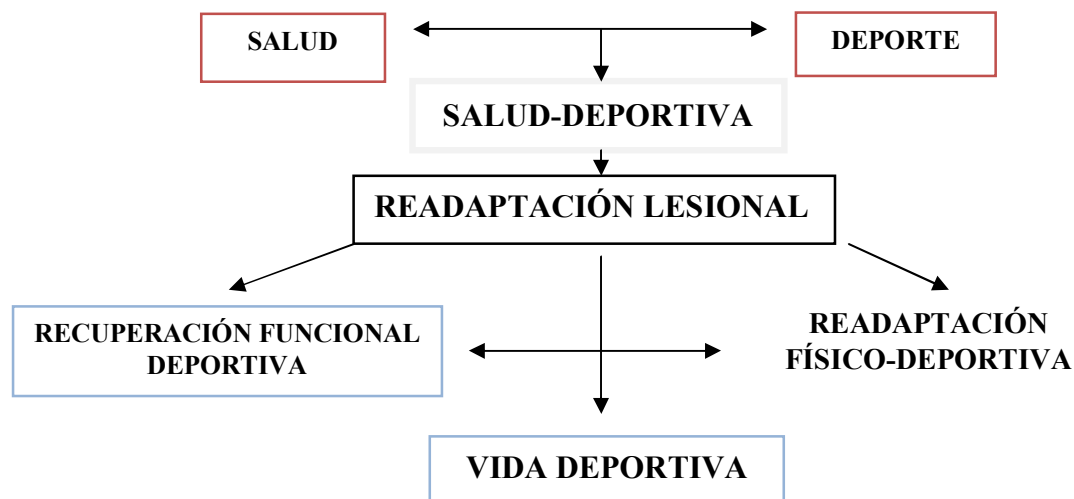 SALUD
DEPORTE
SALUD-DEPORTIVA
READAPTACIÓN LESIONAL
RECUPERACIÓN FUNCIONAL
DEPORTIVA
READAPTACIÓN
FÍSICO-DEPORTIVA
VIDA DEPORTIVA